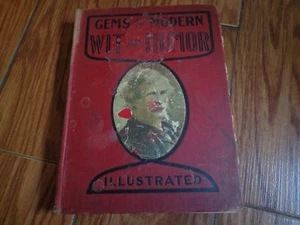 GEMS OF MODERN
WIT AND HUMOR
ILLUSTRATED